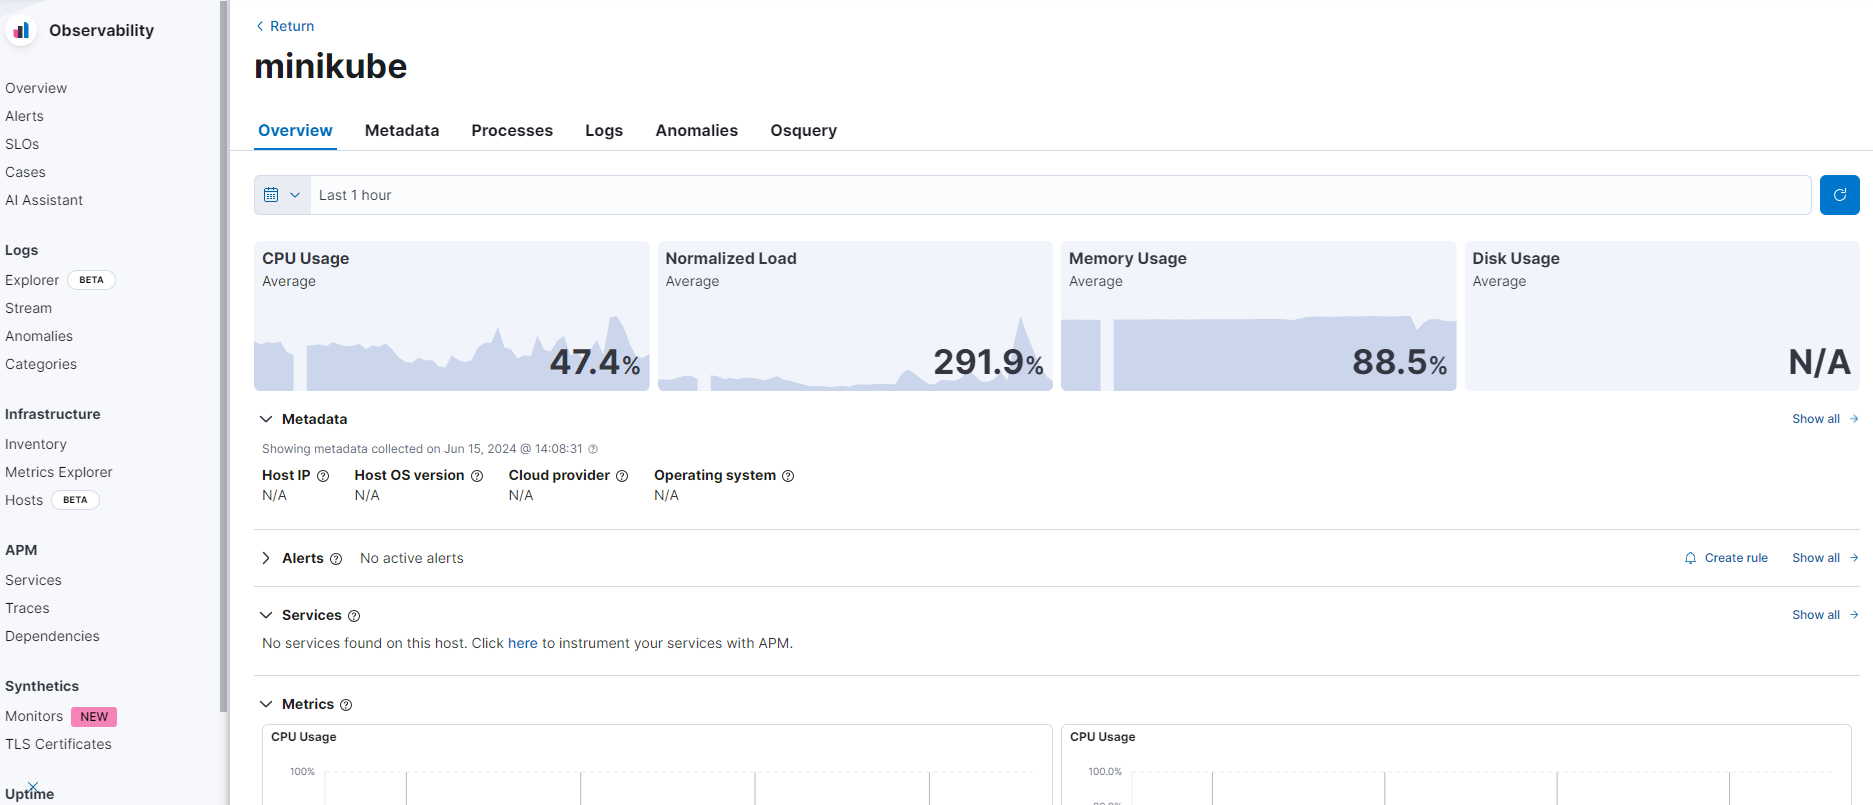 Observability
Overview
Alerts
SLOs
Cases
AI Assistant
Logs
Explorer BETA
Stream
Anomalies
Categories
Infrastructure
Inventory
Metrics Explorer
Hosts BETA
APM
Services
Traces
Dependencies
Synthetics
Monitors NEW
TLS Certificates
Uptime
Return
minikube
Overview Metadata Processes Logs Anomalies Osquery
Last 1 hour
CPU Usage
Average
47.4%
Normalized Load
Average
291.9%
Memory Usage
Average
88.5%
Disk Usage
Average
N/A
Metadata Show all
Showing metadata collected on Jun 15, 2024 @ 14:08:31
Host IP Host OS version Cloud provider Operating system
N/A N/A N/A N/A
Alerts No active alerts Create rule Show all
Services Show all
No services found on this host. Click here to instrument your services with APM.
Metrics
CPU Usage
100%
CPU Usage
100.0%